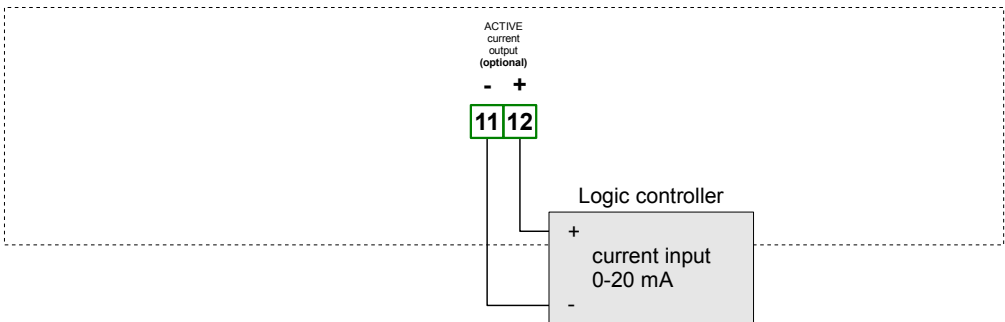 ACTIVE
current
output
(optional)
- +
11 12
Logic controller
+
current input
0-20 mA
-